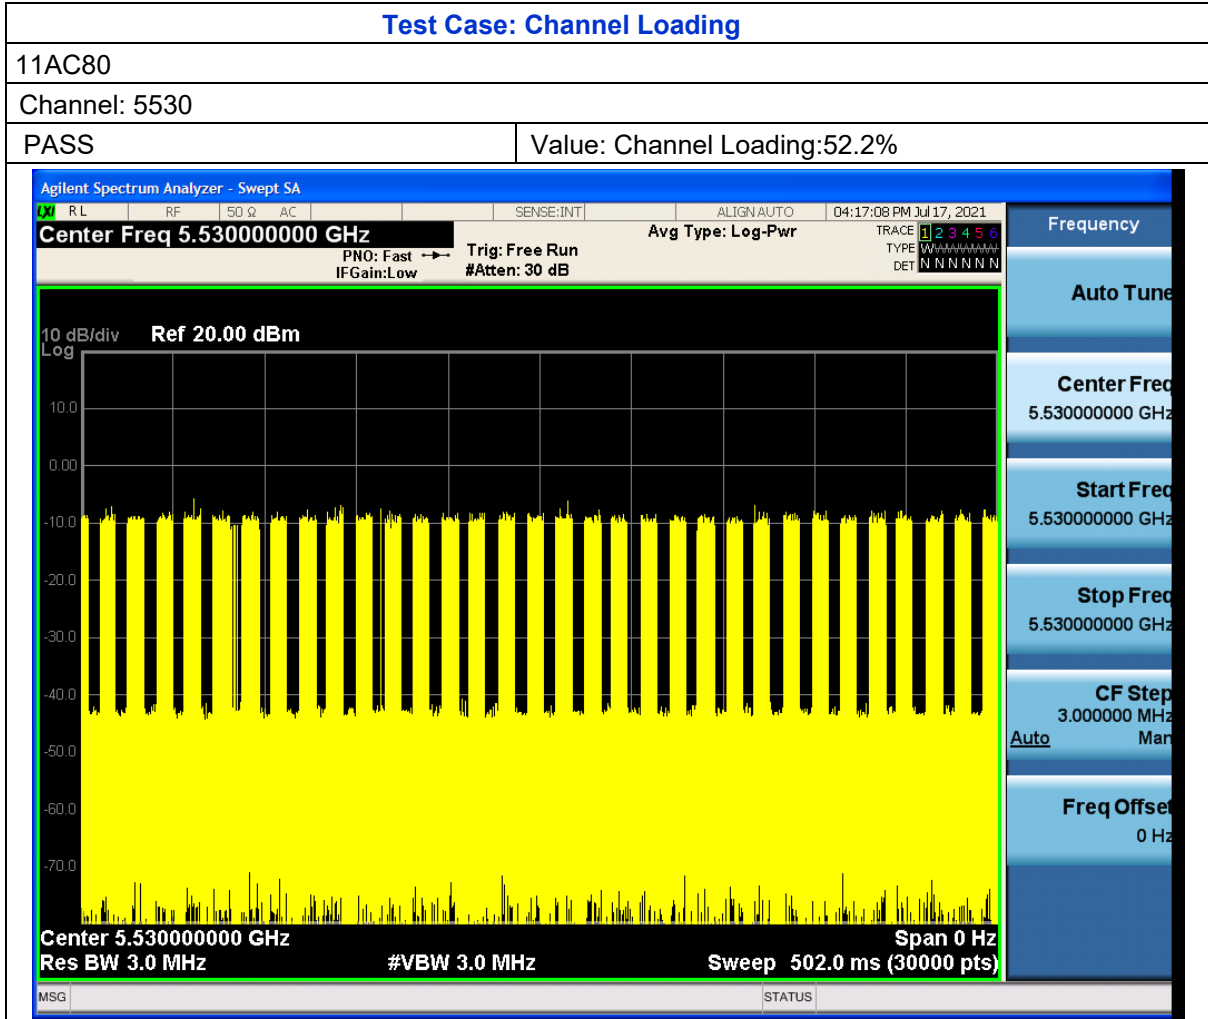 Test Case: Channel Loading
11AC80
Channel: 5530
PASS Value: Channel Loading:52.2%
Agilent Spectrum Analyzer - Swept SA
LXI RL RF 50 Ω AC SENSE:INT ALIGN AUTO 04:17:08 PM Jul 17, 2021
Center Freq 5.530000000 GHz Avg Type: Log-Pwr TRACE 1 2 3 4 5 6
PNO: Fast Trig: Free Run TYPE
IFGain:Low #Atten: 30 dB DET N N N N N N
10 dB/div Ref 20.00 dBm
Log
10.0
0.00
-10.0
-20.0
-30.0
-40.0
-50.0
-60.0
-70.0
Center 5.530000000 GHz Span 0 Hz
Res BW 3.0 MHz #VBW 3.0 MHz Sweep 502.0 ms (30000 pts)
MSG STATUS
Frequency
Auto Tune
Center Freq
5.530000000 GHz
Start Freq
5.530000000 GHz
Stop Freq
5.530000000 GHz
CF Step
3.000000 MHz
Auto Man
Freq Offset
0 Hz